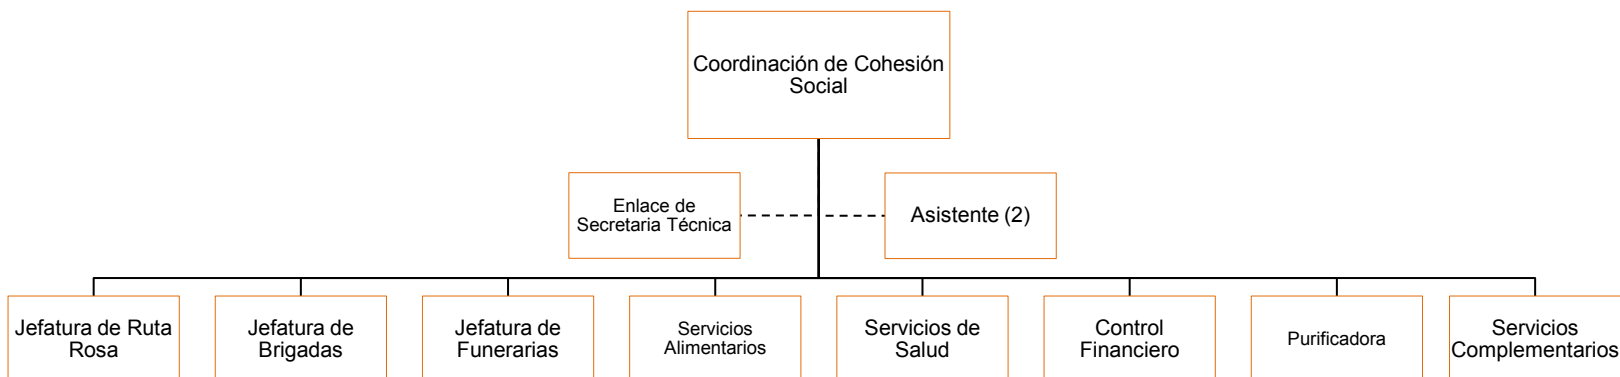 Coordinación de Cohesión
Social
Enlace de
Secretaria Técnica
Asistente (2)
Jefatura de Ruta
Rosa
Jefatura de
Brigadas
Jefatura de
Funerarias
Servicios
Alimentarios
Servicios de
Salud
Control
Financiero
Purificadora
Servicios
Complementarios